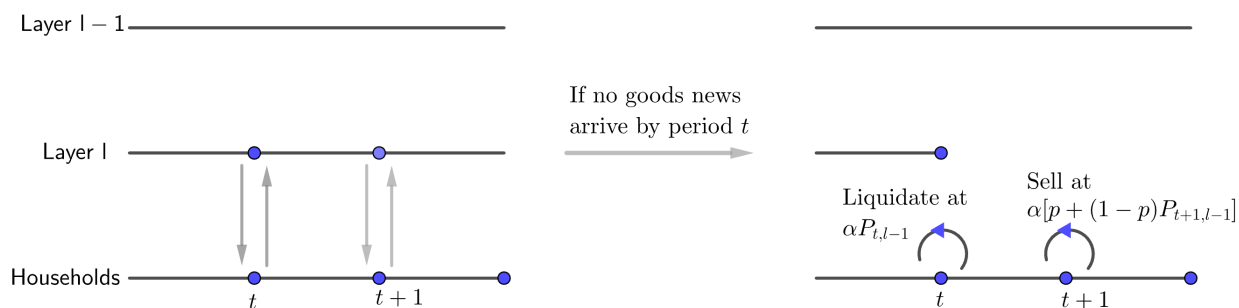 Layer l − 1
If no goods news
arrive by period t
Layer l
Liquidate at
αP_{t,l−1}
Sell at
α[p + (1 − p)P_{t+1,l−1}]
Households
t
t + 1
t
t + 1